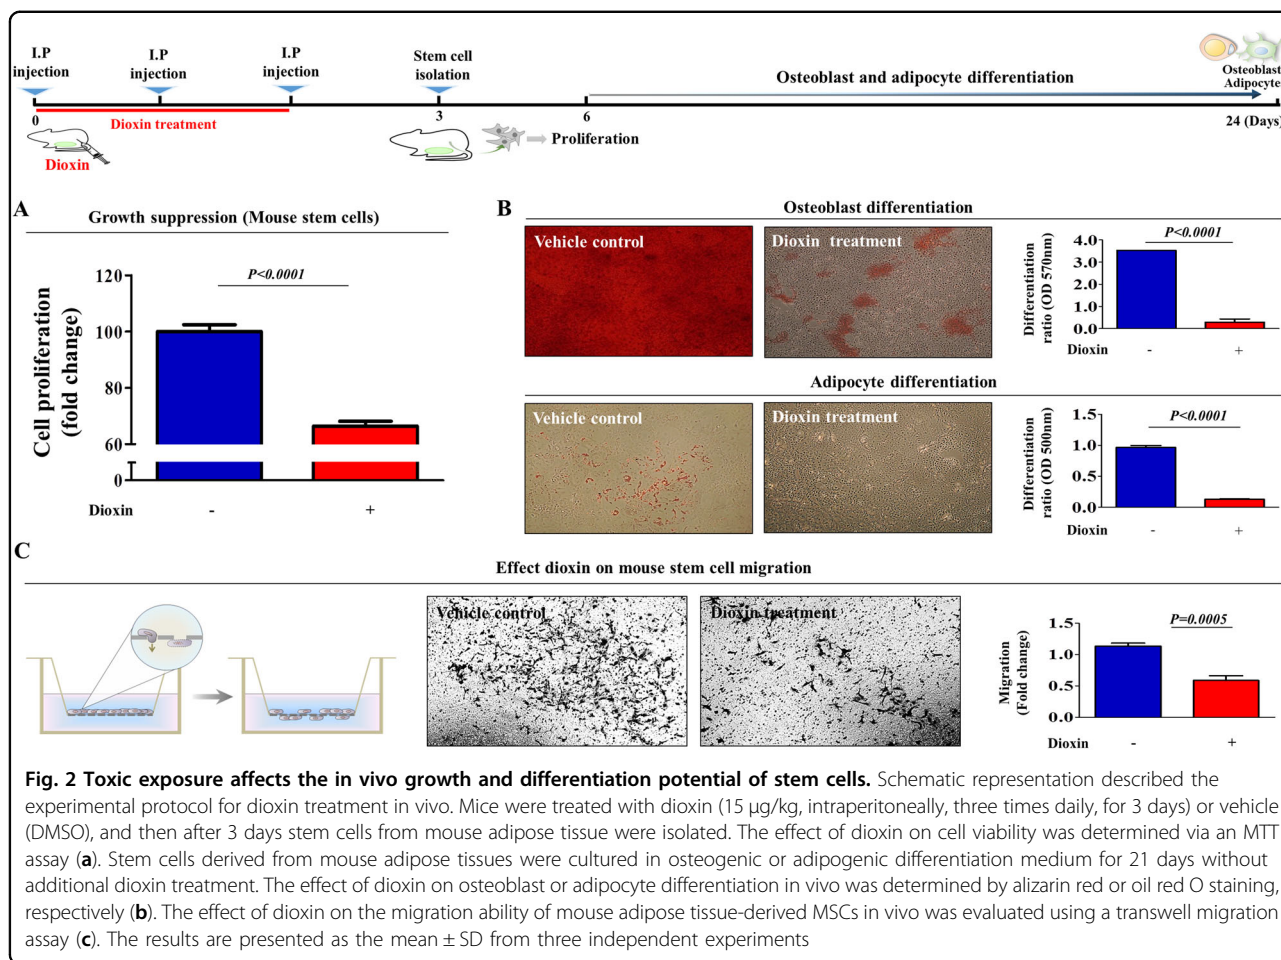 I.P injection
I.P injection
I.P injection
Stem cell isolation
Osteoblast and adipocyte differentiation
Osteoblast
Adipocyte
0
Dioxin treatment
3
6
24 (Days)
Dioxin
Proliferation
A
Growth suppression (Mouse stem cells)
Cell proliferation
(fold change)
120
100
80
60
0
P<0.0001
Dioxin
-
+
B
Osteoblast differentiation
Vehicle control
Dioxin treatment
Differentiation
ratio (OD 570nm)
4.0
3.0
2.0
1.0
0.0
P<0.0001
Dioxin
-
+
Adipocyte differentiation
Vehicle control
Dioxin treatment
Differentiation
ratio (OD 500nm)
1.5
1.0
0.5
0.0
P<0.0001
Dioxin
-
+
C
Effect dioxin on mouse stem cell migration
Vehicle control
Dioxin treatment
Migration
(Fold change)
1.5
1.0
0.5
0.0
P=0.0005
Dioxin
-
+
Fig. 2 Toxic exposure affects the in vivo growth and differentiation potential of stem cells. Schematic representation described the
experimental protocol for dioxin treatment in vivo. Mice were treated with dioxin (15 µg/kg, intraperitoneally, three times daily, for 3 days) or vehicle
(DMSO), and then after 3 days stem cells from mouse adipose tissue were isolated. The effect of dioxin on cell viability was determined via an MTT
assay (a). Stem cells derived from mouse adipose tissues were cultured in osteogenic or adipogenic differentiation medium for 21 days without
additional dioxin treatment. The effect of dioxin on osteoblast or adipocyte differentiation in vivo was determined by alizarin red or oil red O staining,
respectively (b). The effect of dioxin on the migration ability of mouse adipose tissue-derived MSCs in vivo was evaluated using a transwell migration
assay (c). The results are presented as the mean ± SD from three independent experiments